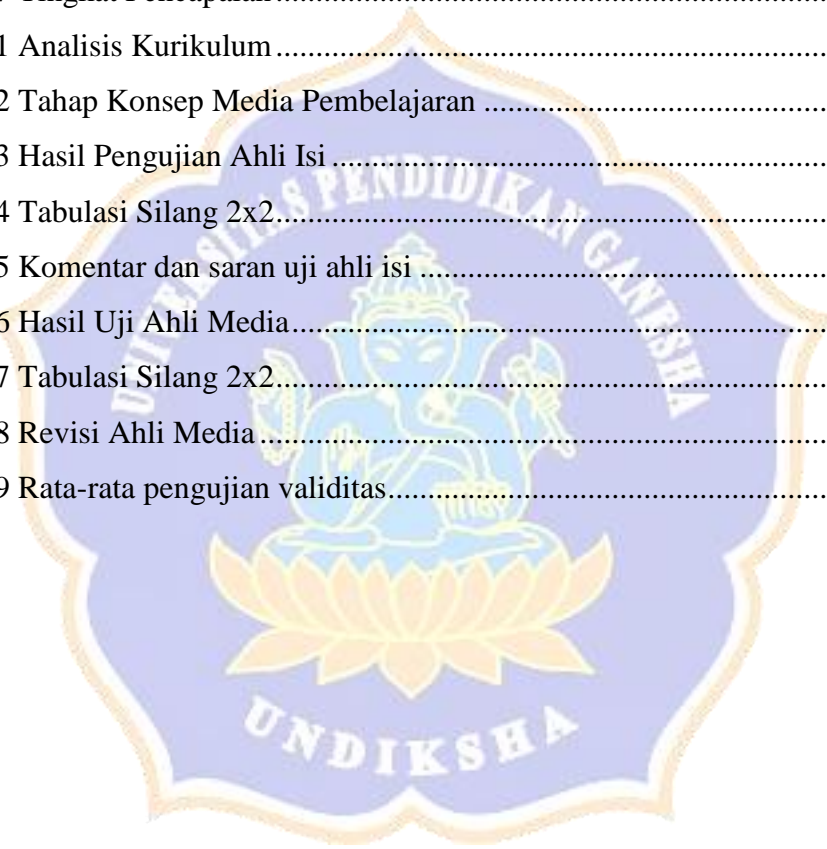 Tingkat Pencapaian
1 Analisis Kurikulum
2 Tahap Konsep Media Pembelajaran
3 Hasil Pengujian Ahli Isi
4 Tabulasi Silang 2x2
5 Komentar dan saran uji ahli isi
6 Hasil Uji Ahli Media
7 Tabulasi Silang 2x2
8 Revisi Ahli Media
9 Rata-rata pengujian validitas
UNIVERSITAS PENDIDIKAN GANESHA
UNDIKSHA